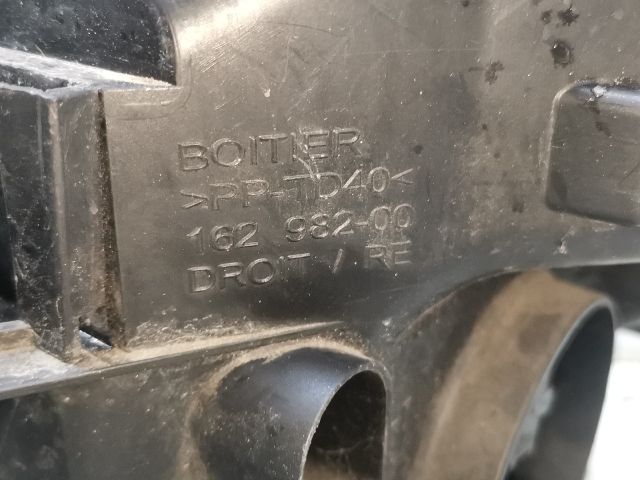 BOITIER
>PP-TD40<
162 982-00
DROIT / RE